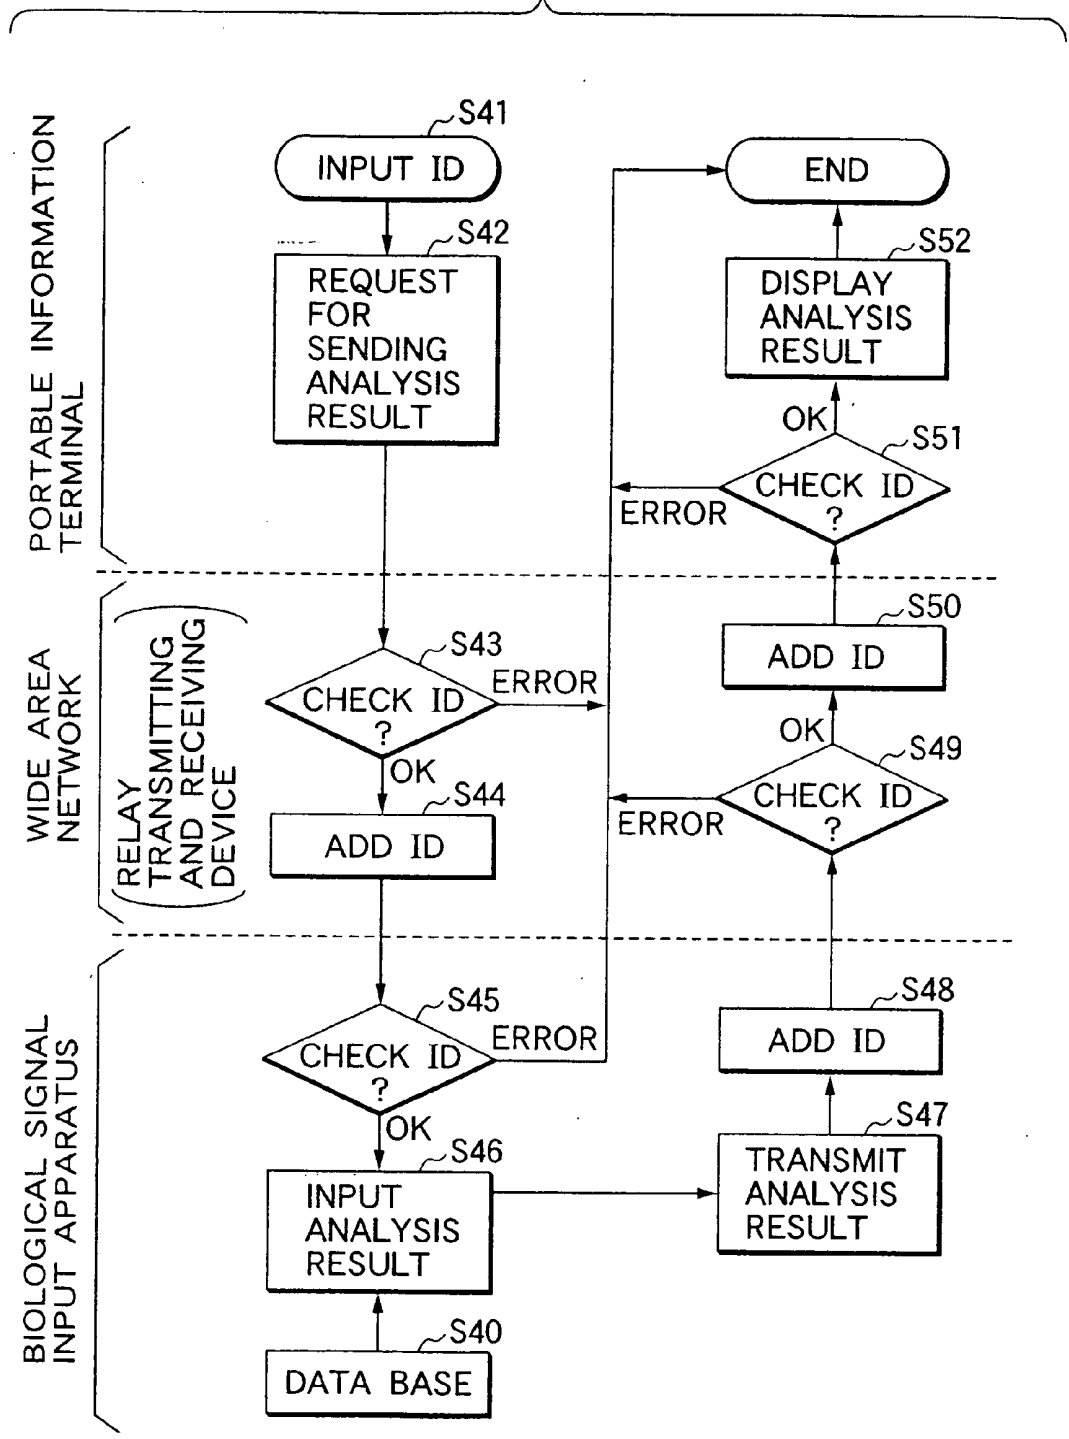 PORTABLE INFORMATION
TERMINAL
S41
INPUT ID
S42
REQUEST
FOR
SENDING
ANALYSIS
RESULT
END
S52
DISPLAY
ANALYSIS
RESULT
OK
S51
CHECK ID
?
ERROR
WIDE AREA
NETWORK
RELAY
TRANSMITTING
AND RECEIVING
DEVICE
S43
CHECK ID
?
ERROR
OK
S44
ADD ID
S50
ADD ID
OK
S49
CHECK ID
?
ERROR
BIOLOGICAL SIGNAL
INPUT APPARATUS
S45
CHECK ID
?
ERROR
OK
S46
INPUT
ANALYSIS
RESULT
S40
DATA BASE
S48
ADD ID
S47
TRANSMIT
ANALYSIS
RESULT